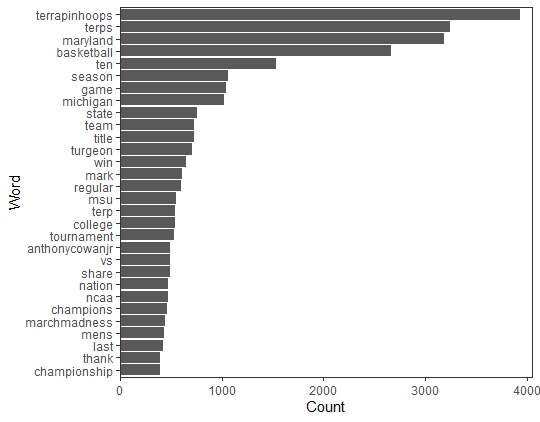 terrapinhoops
terps
maryland
basketball
ten
season
game
michigan
state
team
title
turgeon
win
mark
regular
msu
terp
college
tournament
anthonycowanjr
vs
share
nation
ncaa
champions
marchmadness
mens
last
thank
championship
Word
0 1000 2000 3000 4000
Count